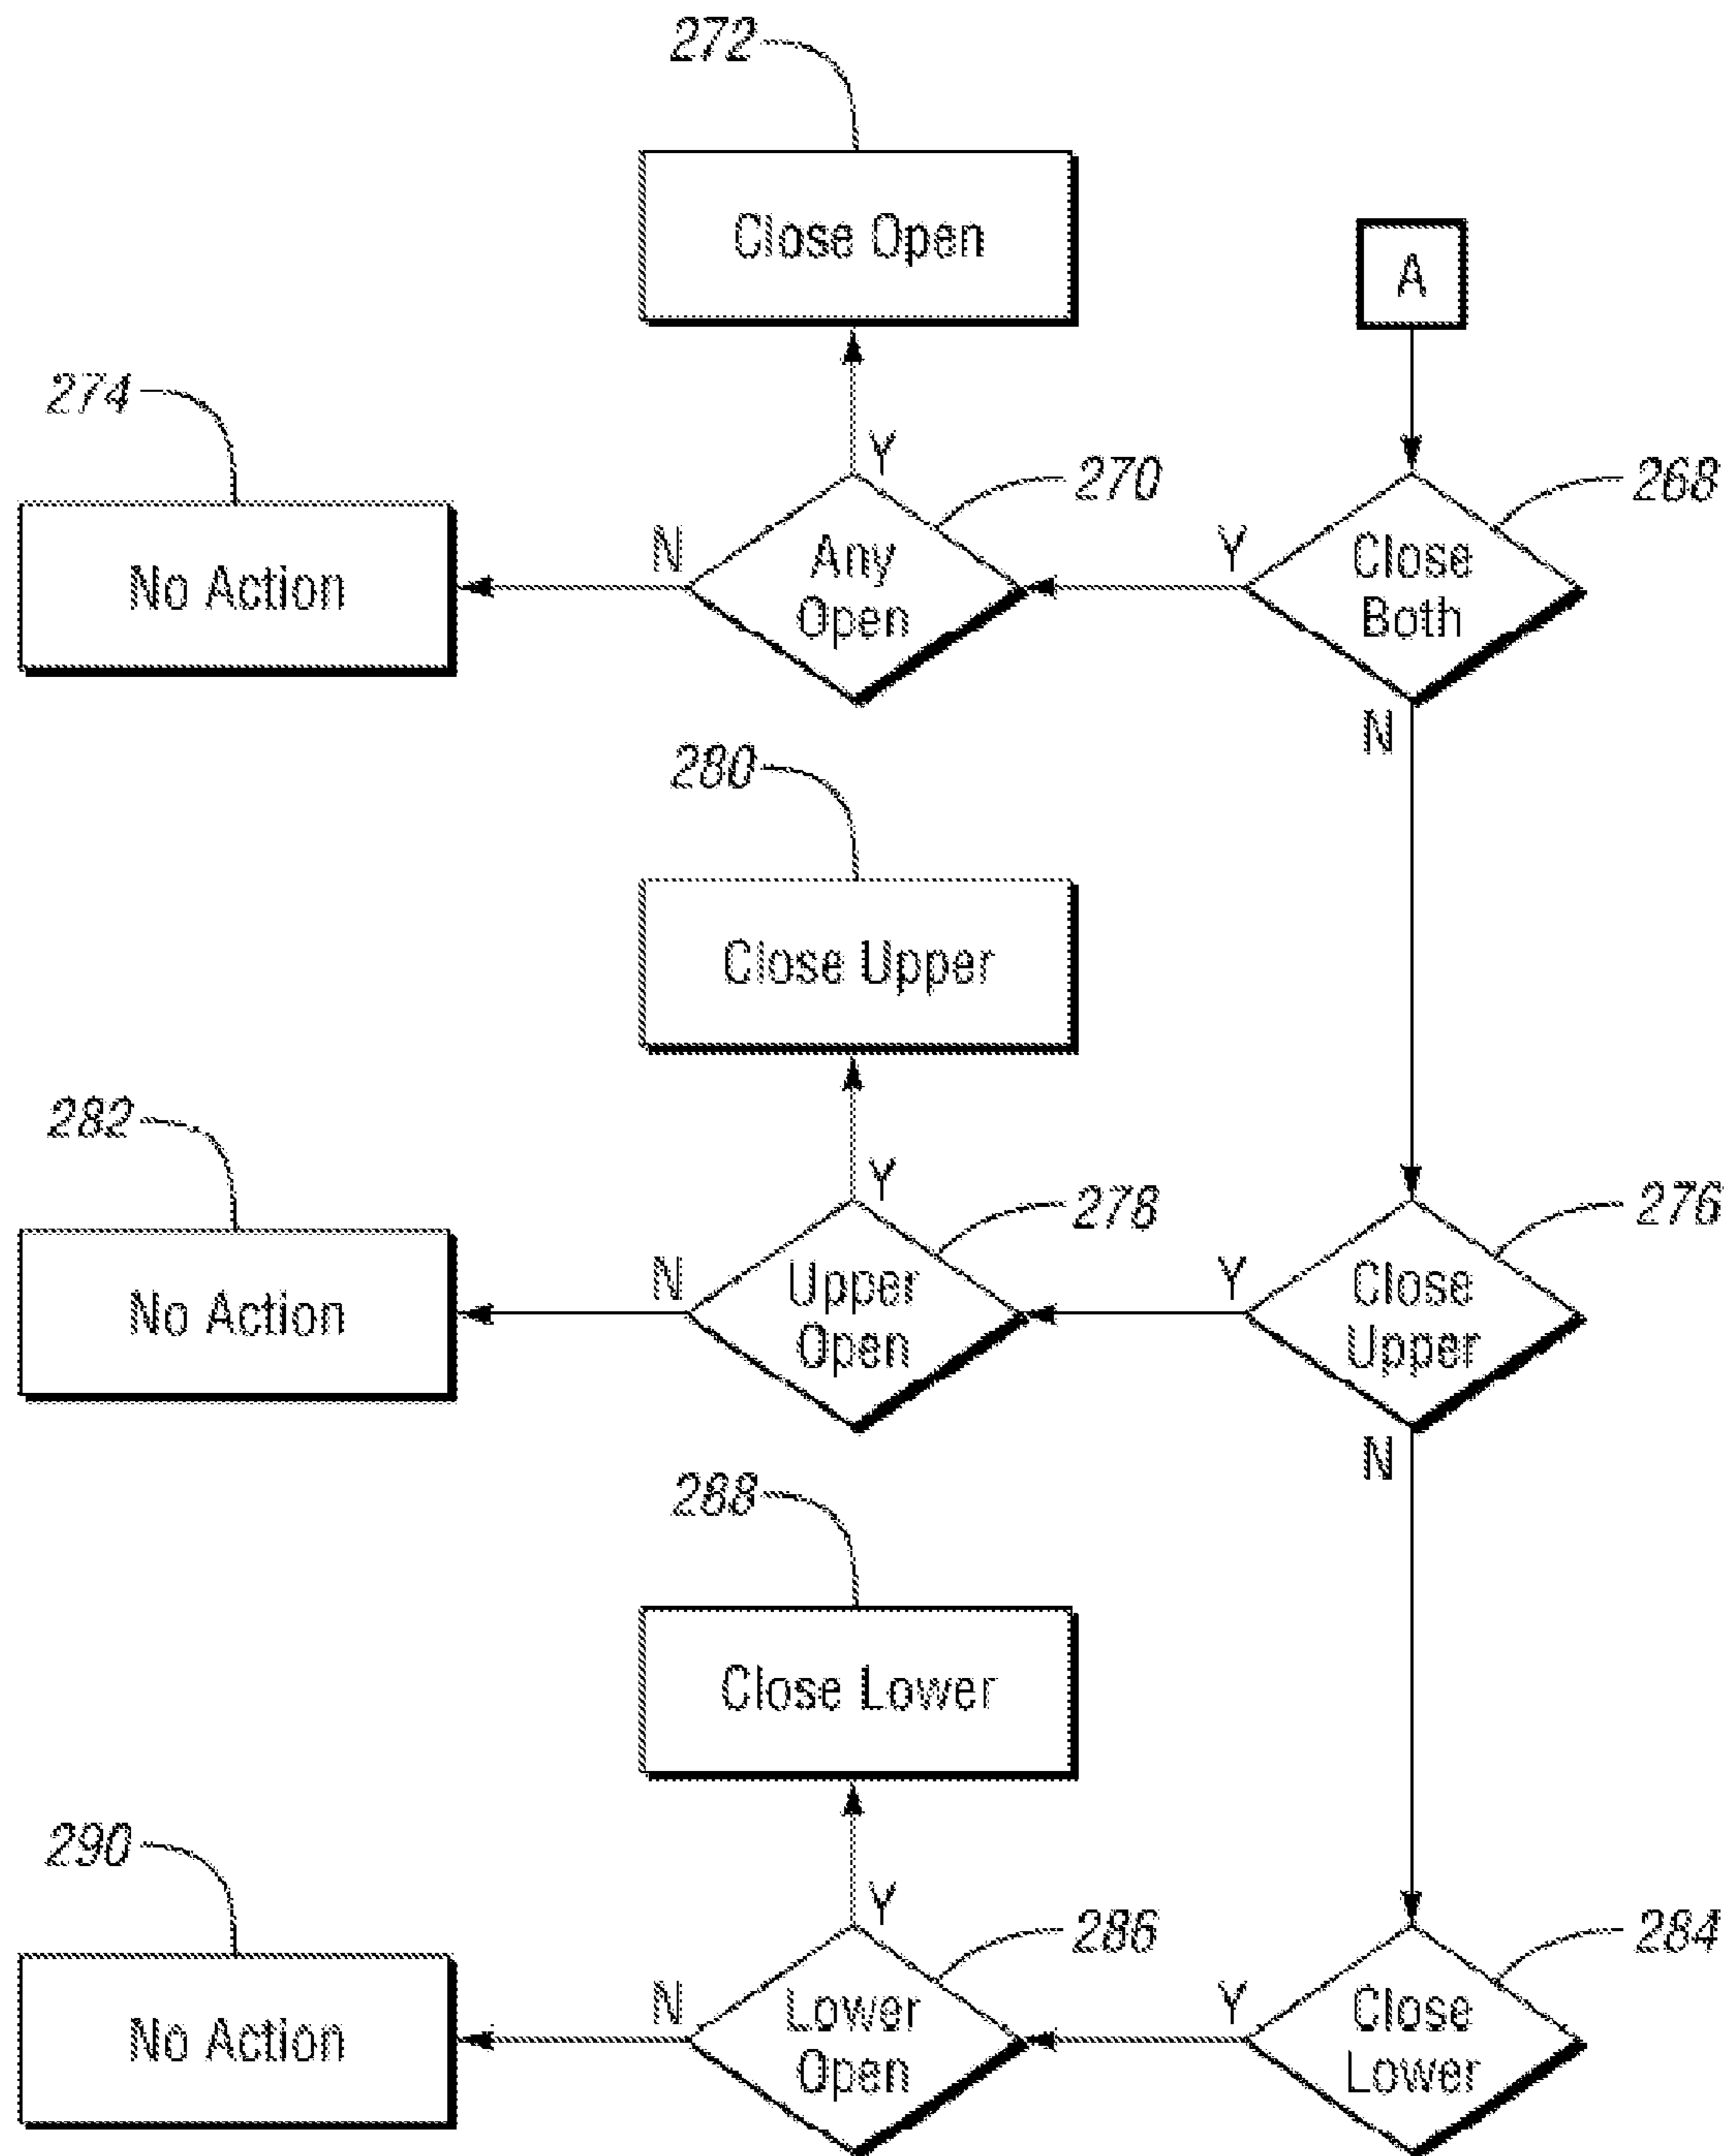 272
Close Open
A
274
Y
270
268
No Action
N
Any
Open
Y
Close
Both
N
280
Close Upper
282
Y
278
276
No Action
N
Upper
Open
Y
Close
Upper
N
288
Close Lower
290
Y
286
284
No Action
N
Lower
Open
Y
Close
Lower